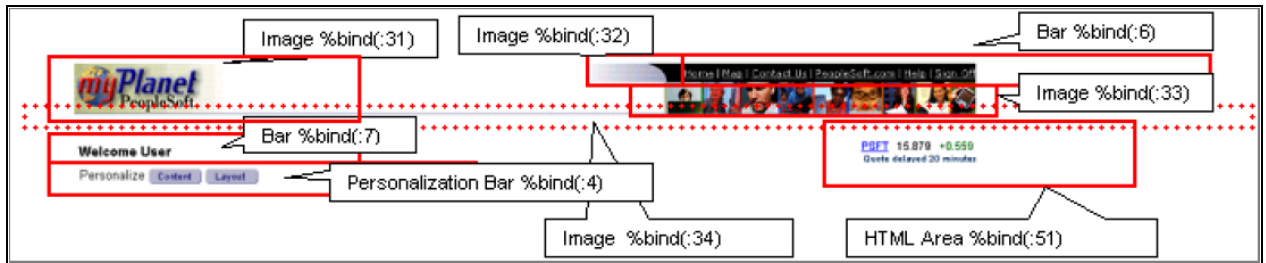 Image %bind(:31)
Image %bind(:32)
Bar %bind(:6)
myPlanet
PeopleSoft
Home | Map | Contact Us | PeopleSoft.com | Help | Sign Off
Image %bind(:33)
Bar %bind(:7)
Welcome User
PSFT 15.879 +0.559
Quote delayed 20 minutes
Personalize Content Layout
Personalization Bar %bind(:4)
Image %bind(:34)
HTML Area %bind(:51)